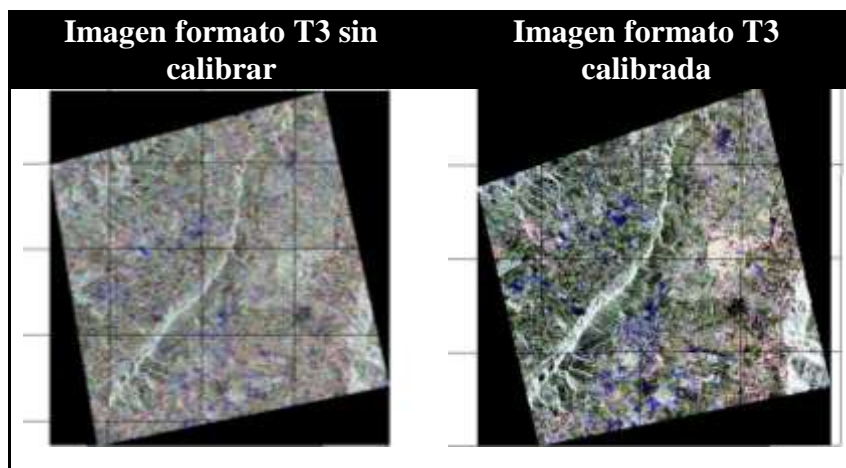 Imagen formato T3 sin
calibrar
Imagen formato T3
calibrada